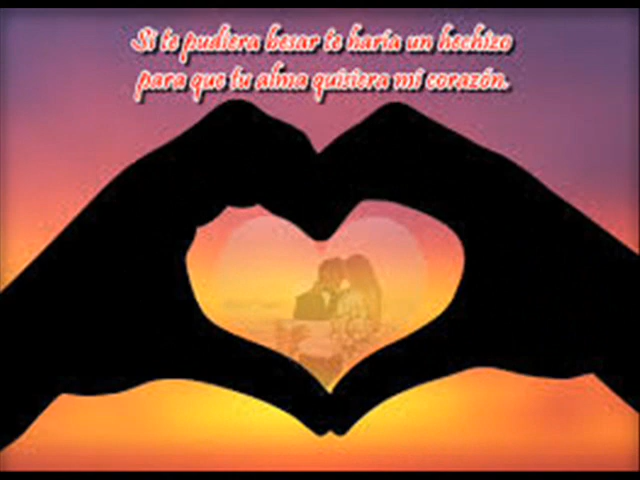 Si te pudiera besar te haría un hechizo
para que tu alma quisiera mi corazón.